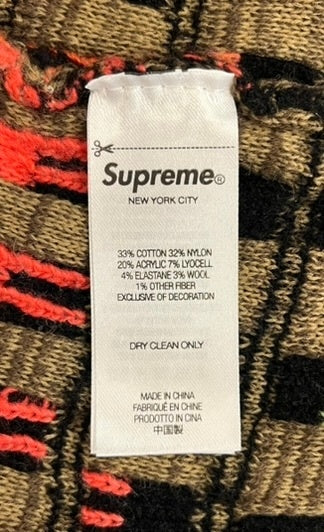 Supreme®
NEW YORK CITY
33% COTTON 32% NYLON
20% ACRYLIC 7% LYOCELL
4% ELASTANE 3% WOOL
1% OTHER FIBER
EXCLUSIVE OF DECORATION
DRY CLEAN ONLY
MADE IN CHINA
FABRIQUÉ EN CHINE
PRODOTTO IN CINA
中国製